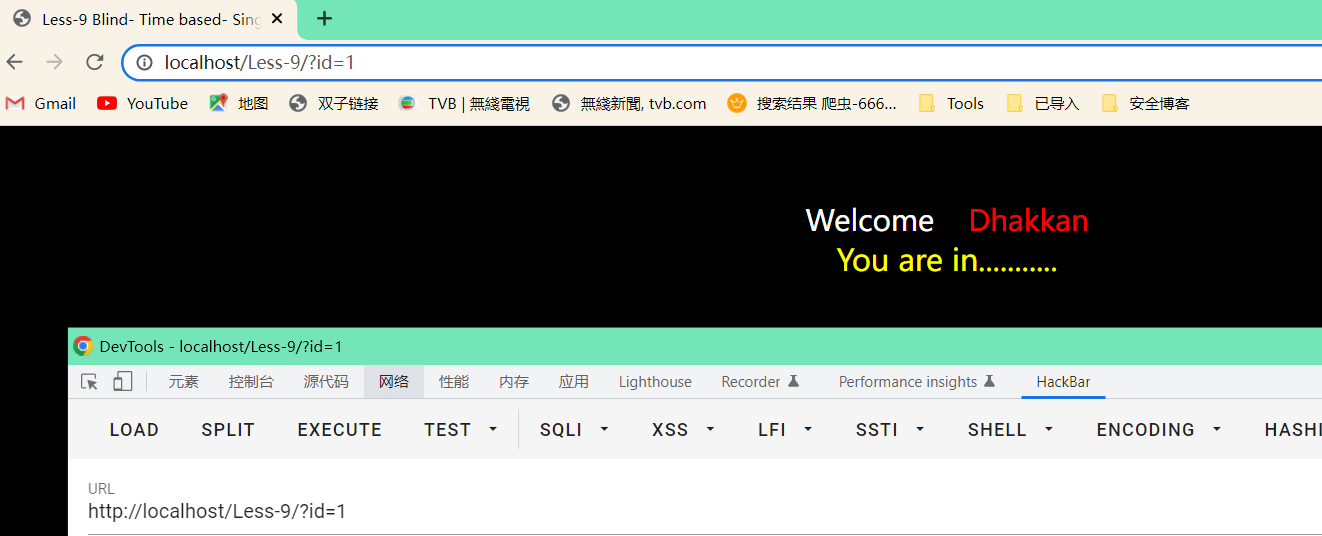 Less-9 Blind- Time based- Sing
localhost/Less-9/?id=1
Gmail YouTube 地图 双子链接 TVB | 無綫電視 無綫新聞, tvb.com 搜索结果 爬虫-666... Tools 已导入 安全博客
Welcome Dhakkan
You are in...........
DevTools - localhost/Less-9/?id=1
元素 控制台 源代码 网络 性能 内存 应用 Lighthouse Recorder Performance insights HackBar
LOAD SPLIT EXECUTE TEST SQLI XSS LFI SSTI SHELL ENCODING HASHI
URL
http://localhost/Less-9/?id=1